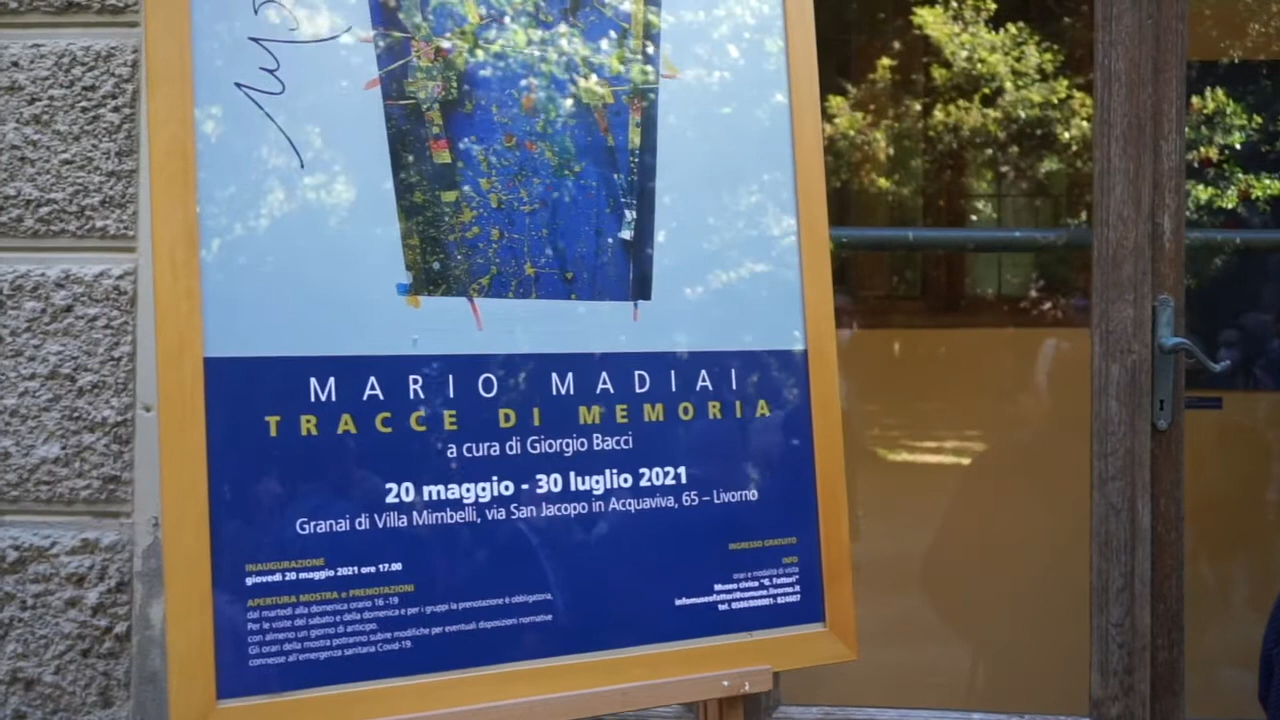 MARIO MADIAI
TRACCE DI MEMORIA
a cura di Giorgio Bacci
20 maggio - 30 luglio 2021
Granai di Villa Mimbelli, via San Jacopo in Acquaviva, 65 – Livorno
INAUGURAZIONE
giovedì 20 maggio 2021 ore 17.00
APERTURA MOSTRA e PRENOTAZIONI
dal martedì alla domenica orario 16 -19
Per le visite del sabato e della domenica e per i gruppi la prenotazione è obbligatoria,
con almeno un giorno di anticipo.
Gli orari della mostra potranno subire modifiche per eventuali disposizioni normative
connesse all'emergenza sanitaria Covid-19.
INGRESSO GRATUITO
INFO
orari e modalità di visita
Museo civico "G. Fattori"
infomuseofattori@comune.livorno.it
tel. 0586/808001- 824607